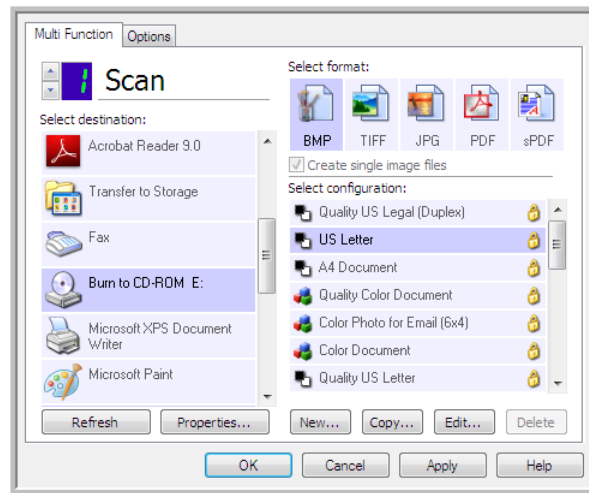 Multi Function
Options
1 Scan
Select destination:
Acrobat Reader 9.0
Transfer to Storage
Fax
Burn to CD-ROM E:
Microsoft XPS Document
Writer
Microsoft Paint
Refresh
Properties...
Select format:
BMP
TIFF
JPG
PDF
sPDF
Create single image files
Select configuration:
Quality US Legal (Duplex)
US Letter
A4 Document
Quality Color Document
Color Photo for Email (6x4)
Color Document
Quality US Letter
New...
Copy...
Edit...
Delete
OK
Cancel
Apply
Help